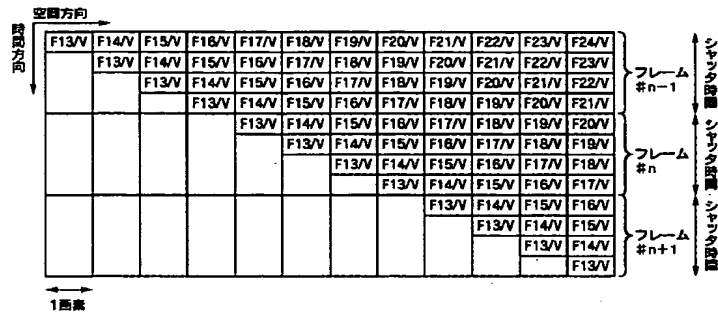 空間方向
時間方向
F13/V F14/V F15/V F16/V F17/V F18/V F19/V F20/V F21/V F22/V F23/V F24/V
F13/V F14/V F15/V F16/V F17/V F18/V F19/V F20/V F21/V F22/V F23/V
F13/V F14/V F15/V F16/V F17/V F18/V F19/V F20/V F21/V F22/V
F13/V F14/V F15/V F16/V F17/V F18/V F19/V F20/V F21/V
フレーム
#n-1
シャッタ時間
F13/V F14/V F15/V F16/V F17/V F18/V F19/V F20/V
F13/V F14/V F15/V F16/V F17/V F18/V F19/V
F13/V F14/V F15/V F16/V F17/V F18/V
F13/V F14/V F15/V F16/V F17/V
フレーム
#n
シャッタ時間
F13/V F14/V F15/V F16/V
F13/V F14/V F15/V
F13/V F14/V
F13/V
フレーム
#n+1
シャッタ時間
1画素